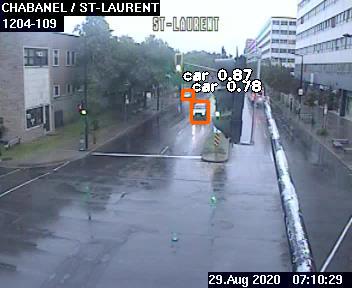 CHABANEL / ST-LAURENT
1204-109
ST-LAURENT
car 0.87
car 0.78
29.Aug 2020 07:10:29